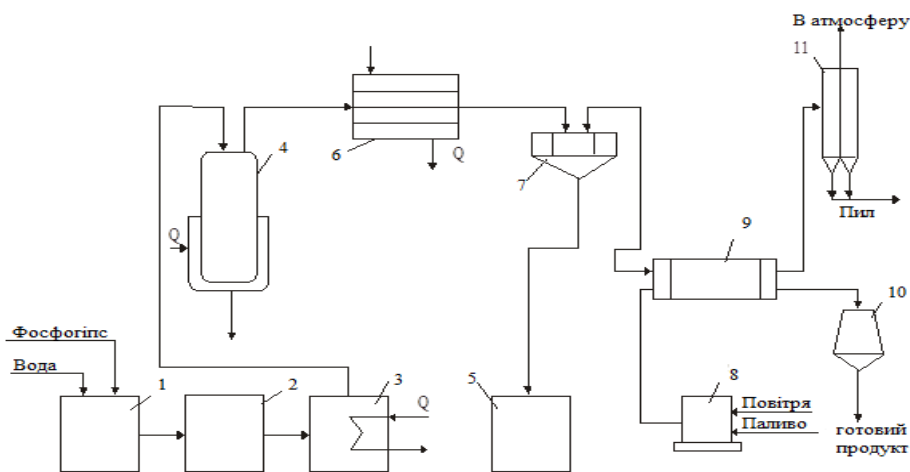 В атмосферу
11
4
6
Q
7
Пил
Q
9
10
Фосфогіпс
Вода
1
2
3
Q
5
8
Повітря
Паливо
готовий
продукт